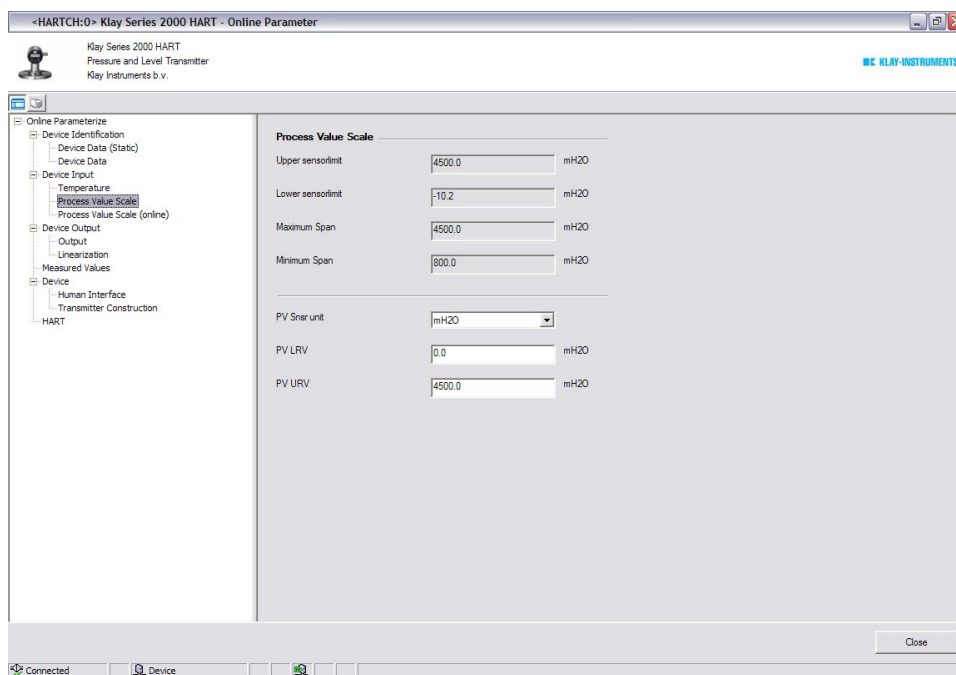 <HARTCH:0> Klay Series 2000 HART - Online Parameter
Klay Series 2000 HART
Pressure and Level Transmitter
Klay Instruments b.v.
KLAY-INSTRUMENTS
Online Parameterize
Device Identification
Device Data (Static)
Device Data
Device Input
Temperature
Process Value Scale
Process Value Scale (online)
Device Output
Output
Linearization
Measured Values
Device
Human Interface
Transmitter Construction
HART
Process Value Scale
Upper sensorlimit 4500.0 mH2O
Lower sensorlimit -10.2 mH2O
Maximum Span 4500.0 mH2O
Minimum Span 800.0 mH2O
PV Snsr unit mH2O
PV LRV 0.0 mH2O
PV URV 4500.0 mH2O
Close
Connected Device